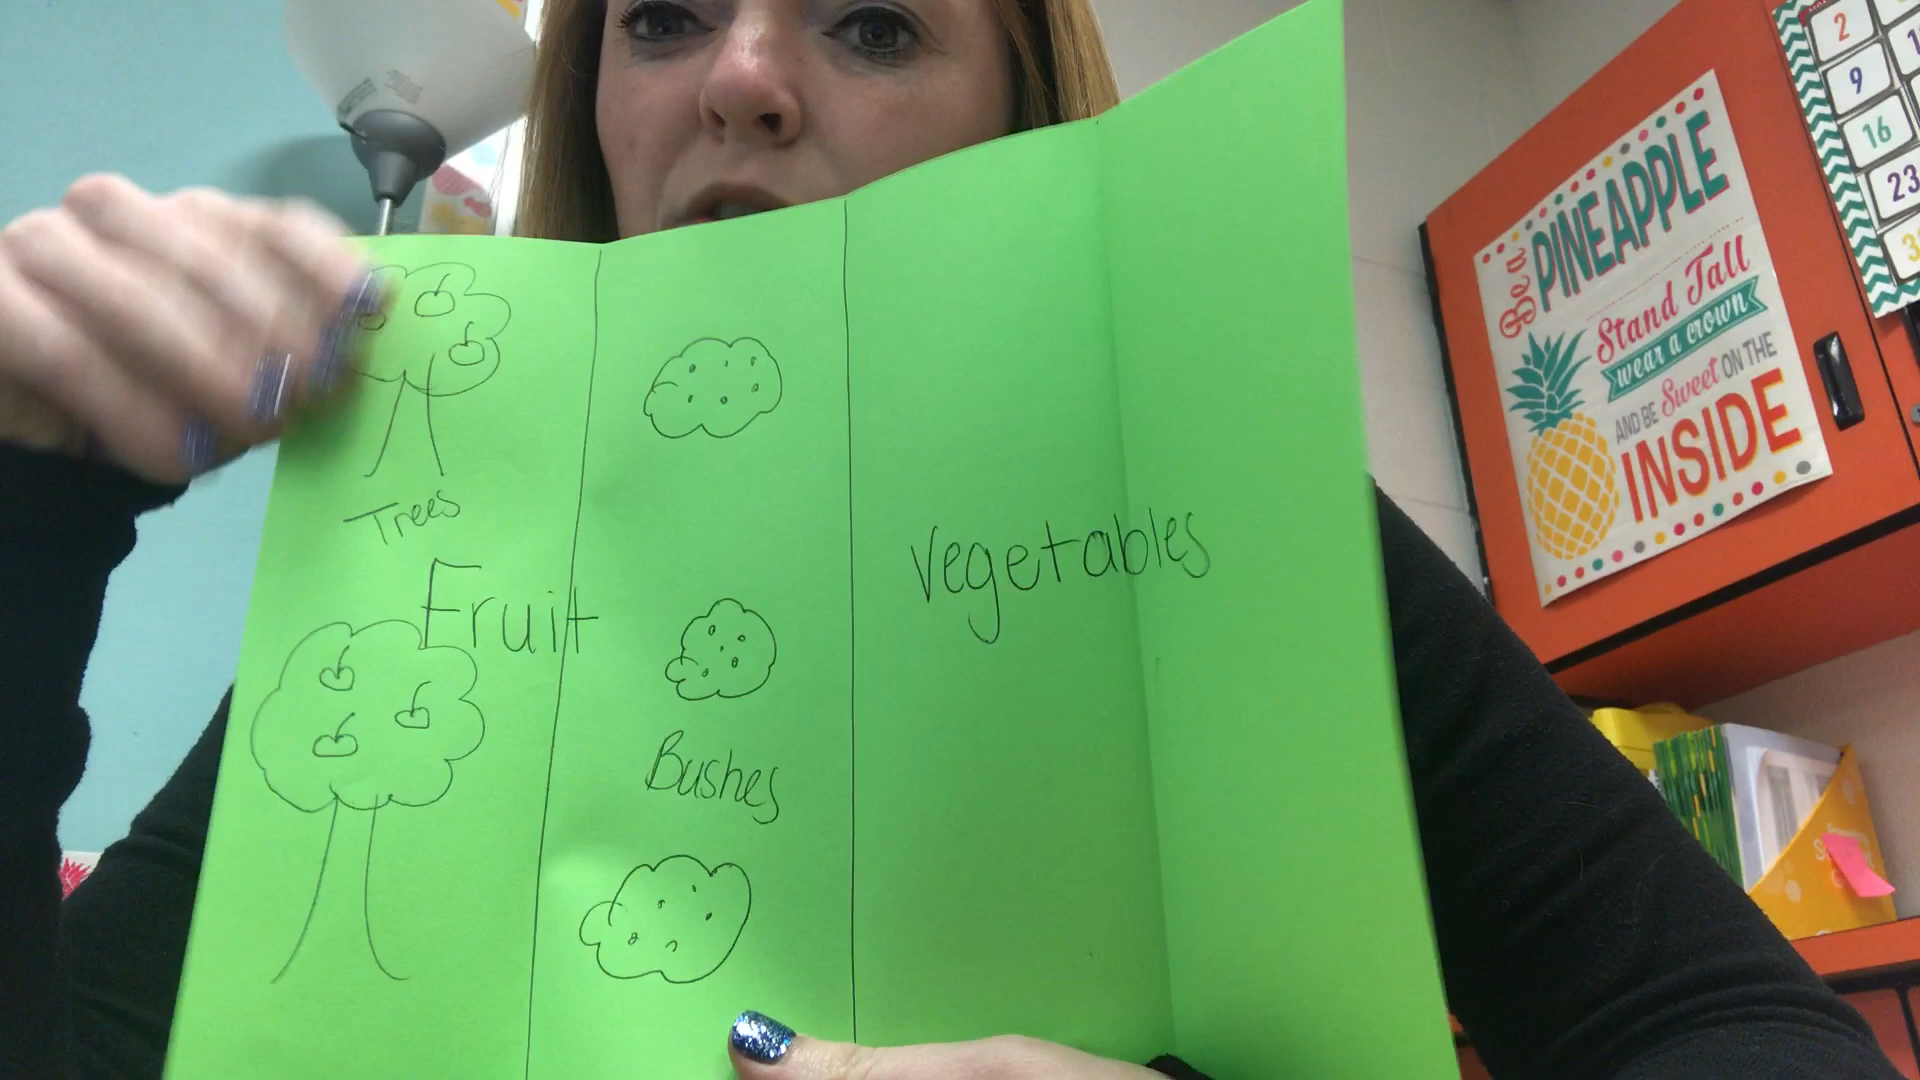 Trees
Fruit
Bushes
Vegetables
Be a
PINEAPPLE
Stand Tall
wear a crown
AND BE Sweet ON THE
INSIDE
2
9
16
23